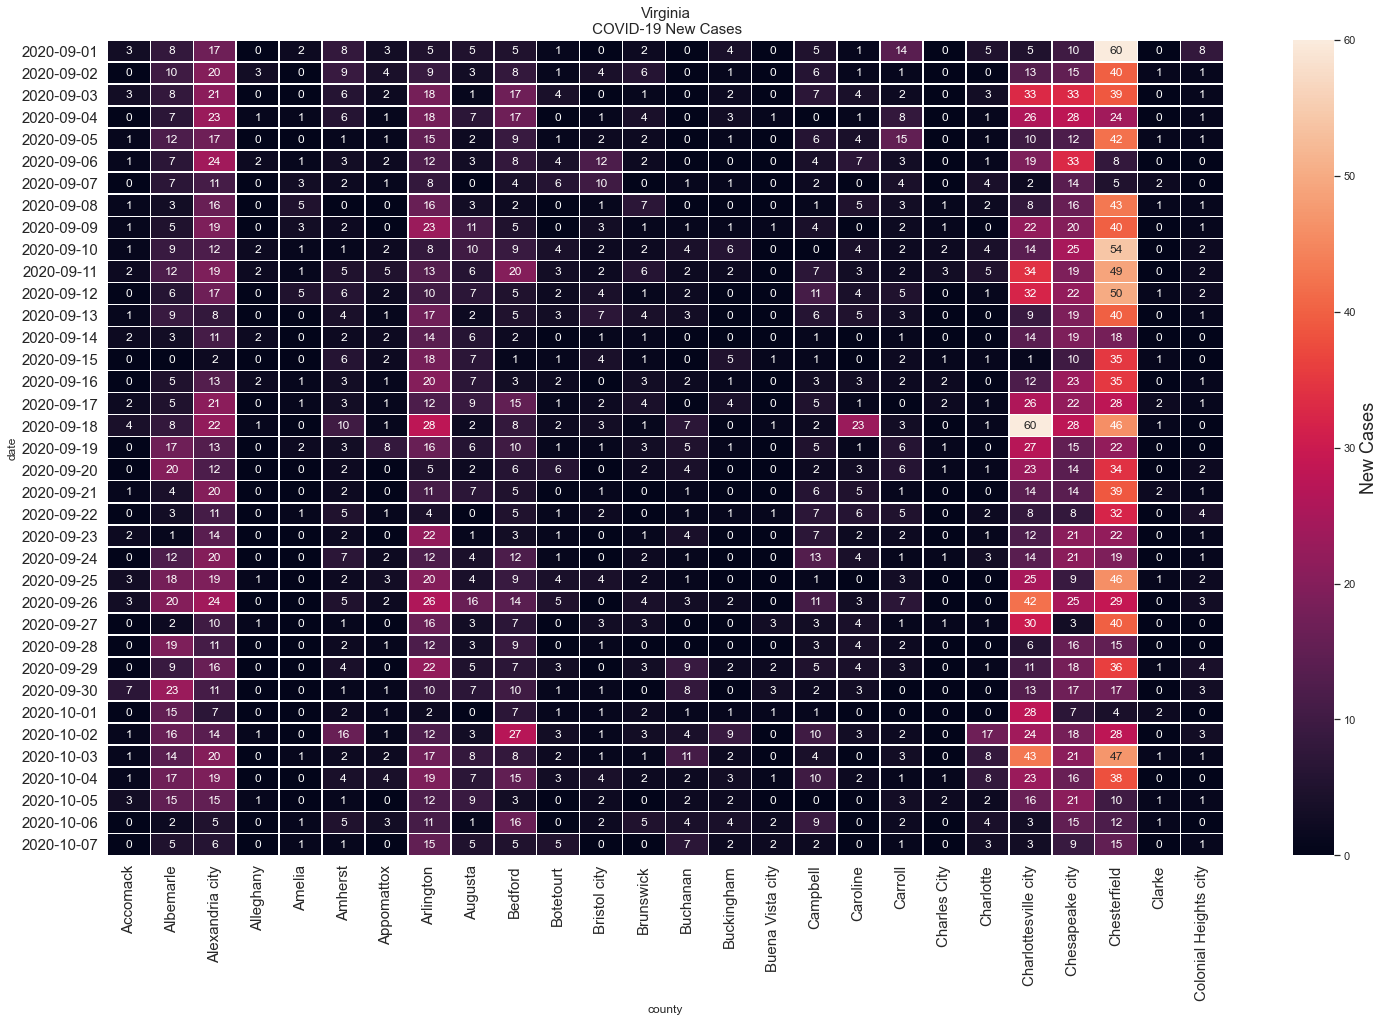 Virginia
COVID-19 New Cases
2020-09-01 3 8 17 0 2 8 3 5 5 5 1 0 2 0 4 0 5 1 14 0 5 5 10 60 0 8
2020-09-02 0 10 20 3 0 9 4 9 3 8 1 4 6 0 1 0 6 1 1 0 0 13 15 40 1 1
2020-09-03 3 8 21 0 0 6 2 18 1 17 4 0 1 0 2 0 7 4 2 0 3 33 33 39 0 1
2020-09-04 0 7 23 1 1 6 1 18 7 17 0 1 4 0 3 1 0 1 8 0 1 26 28 24 0 1
2020-09-05 1 12 17 0 0 1 1 15 2 9 1 2 2 0 1 0 6 4 15 0 1 10 12 42 1 1
2020-09-06 1 7 24 2 1 3 2 12 3 8 4 12 2 0 0 0 4 7 3 0 1 19 33 8 0 0
2020-09-07 0 7 11 0 3 2 1 8 0 4 6 10 0 1 1 0 2 0 4 0 4 2 14 5 2 0
2020-09-08 1 3 16 0 5 0 0 16 3 2 0 1 7 0 0 0 1 5 3 1 2 8 16 43 1 1
2020-09-09 1 5 19 0 3 2 0 23 11 5 0 3 1 1 1 1 4 0 2 1 0 22 20 40 0 1
2020-09-10 1 9 12 2 1 1 2 8 10 9 4 2 2 4 6 0 0 4 2 2 4 14 25 54 0 2
2020-09-11 2 12 19 2 1 5 5 13 6 20 3 2 6 2 2 0 7 3 2 3 5 34 19 49 0 2
2020-09-12 0 6 17 0 5 6 2 10 7 5 2 4 1 2 0 0 11 4 5 0 1 32 22 50 1 2
2020-09-13 1 9 8 0 0 4 1 17 2 5 3 7 4 3 0 0 6 5 3 0 0 9 19 40 0 1
2020-09-14 2 3 11 2 0 2 2 14 6 2 0 1 1 0 0 0 1 1 0 0 0 14 19 18 0 0
2020-09-15 0 0 2 0 0 6 2 18 7 1 1 4 1 0 5 1 1 0 2 1 1 1 10 35 1 0
2020-09-16 0 5 13 2 1 3 1 20 7 3 2 0 3 2 1 0 3 3 2 2 0 12 23 35 0 1
2020-09-17 2 5 21 0 1 3 1 12 9 15 1 2 4 0 4 0 5 1 0 2 1 26 22 28 2 1
2020-09-18 4 8 22 1 0 10 1 28 2 8 2 3 1 7 0 1 2 23 3 0 1 60 28 46 1 0
2020-09-19 0 17 13 0 2 3 8 16 6 10 1 1 3 5 1 0 5 1 6 1 0 27 15 22 0 0
2020-09-20 0 20 12 0 0 2 0 5 2 6 6 0 2 4 0 0 2 3 6 1 1 23 14 34 0 2
2020-09-21 1 4 20 0 0 2 0 11 7 5 0 1 0 1 0 0 6 5 1 0 0 14 14 39 2 1
2020-09-22 0 3 11 0 1 5 1 4 0 5 1 2 0 1 1 1 7 6 5 0 2 8 8 32 0 4
2020-09-23 2 1 14 0 0 2 0 22 1 3 1 0 1 4 0 0 7 2 2 0 1 12 21 22 0 1
2020-09-24 0 12 20 0 0 7 2 12 4 12 1 0 2 1 0 0 13 4 1 1 3 14 21 19 0 1
2020-09-25 3 18 19 1 0 2 3 20 4 9 4 4 2 1 0 0 1 0 3 0 0 25 9 46 1 2
2020-09-26 3 20 24 0 0 5 2 26 16 14 5 0 4 3 2 0 11 3 7 0 0 42 25 29 0 3
2020-09-27 0 2 10 1 0 1 0 16 3 7 0 3 3 0 0 3 3 4 1 1 1 30 3 40 0 0
2020-09-28 0 19 11 0 0 2 1 12 3 9 0 1 0 0 0 0 3 4 2 0 0 6 16 15 0 0
2020-09-29 0 9 16 0 0 4 0 22 5 7 3 0 3 9 2 2 5 4 3 0 1 11 18 36 1 4
2020-09-30 7 23 11 0 0 1 1 10 7 10 1 1 0 8 0 3 2 3 0 0 0 13 17 17 0 3
2020-10-01 0 15 7 0 0 2 1 2 0 7 1 1 2 1 1 1 1 0 0 0 0 28 7 4 2 0
2020-10-02 1 16 14 1 0 16 1 12 3 27 3 1 3 4 9 0 10 3 2 0 17 24 18 28 0 3
2020-10-03 1 14 20 0 1 2 2 17 8 8 2 1 1 11 2 0 4 0 3 0 8 43 21 47 1 1
2020-10-04 1 17 19 0 0 4 4 19 7 15 3 4 2 2 3 1 10 2 1 1 8 23 16 38 0 0
2020-10-05 3 15 15 1 0 1 0 12 9 3 0 2 0 2 2 0 0 0 3 2 2 16 21 10 1 1
2020-10-06 0 2 5 0 1 5 3 11 1 16 0 2 5 4 4 2 9 0 2 0 4 3 15 12 1 0
2020-10-07 0 5 6 0 1 1 0 15 5 5 5 0 0 7 2 2 2 0 1 0 3 3 9 15 0 1
date
Accomack
Albemarle
Alexandria city
Alleghany
Amelia
Amherst
Appomattox
Arlington
Augusta
Bedford
Botetourt
Bristol city
Brunswick
Buchanan
Buckingham
Buena Vista city
Campbell
Caroline
Carroll
Charles City
Charlotte
Charlottesville city
Chesapeake city
Chesterfield
Clarke
Colonial Heights city
county
60
50
40
30
20
10
0
New Cases